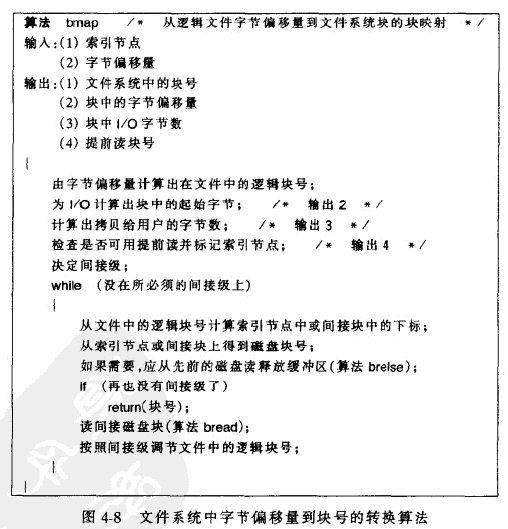 算法 bmap /* 从逻辑文件字节偏移量到文件系统块的块映射 */
输入:(1) 索引节点
(2) 字节偏移量
输出:(1) 文件系统中的块号
(2) 块中的字节偏移量
(3) 块中 I/O 字节数
(4) 提前读块号
{
由字节偏移量计算出在文件中的逻辑块号;
为 I/O 计算出块中的起始字节; /* 输出 2 */
计算出拷贝给用户的字节数; /* 输出 3 */
检查是否可用提前读并标记索引节点; /* 输出 4 */
决定间接级;
while (没在所必须的间接级上)
{
从文件中的逻辑块号计算索引节点中或间接块中的下标;
从索引节点或间接块上得到磁盘块号;
如果需要,应从先前的磁盘读释放缓冲区(算法 brelse);
if (再也没有间接级了)
return(块号);
读间接磁盘块(算法 bread);
按照间接级调节文件中的逻辑块号;
}
}
图 4-8 文件系统中字节偏移量到块号的转换算法